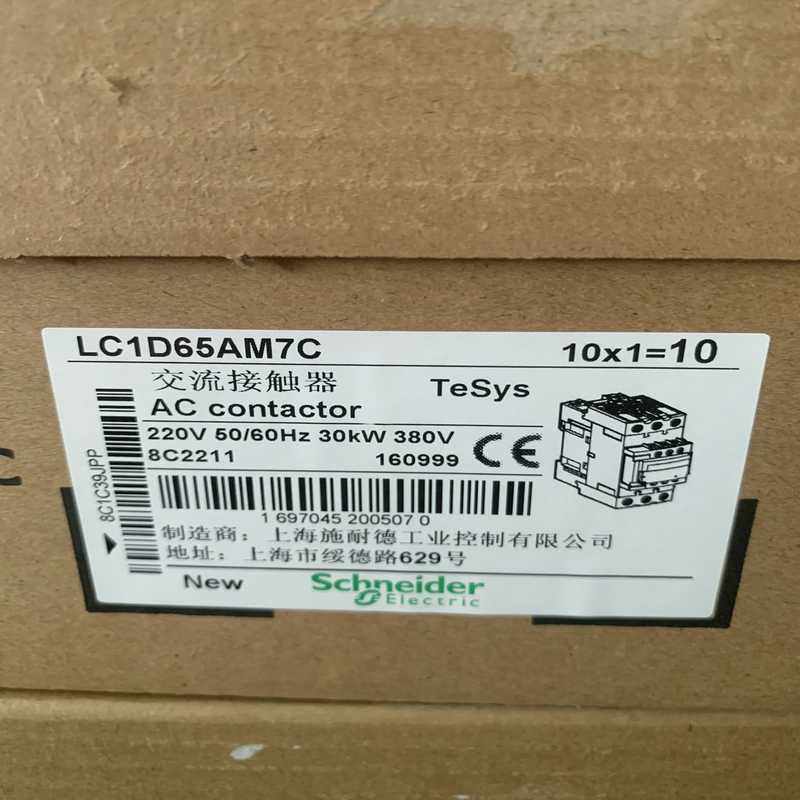 LC1D65AM7C
10x1=10
交流接触器
TeSys
AC contactor
220V 50/60Hz 30kW 380V
8C2211
160999
CE
8C1C39JPP
1 697045 200507 0
制造商：上海施耐德工业控制有限公司
地址：上海市绥德路629号
New
Schneider
Electric
C